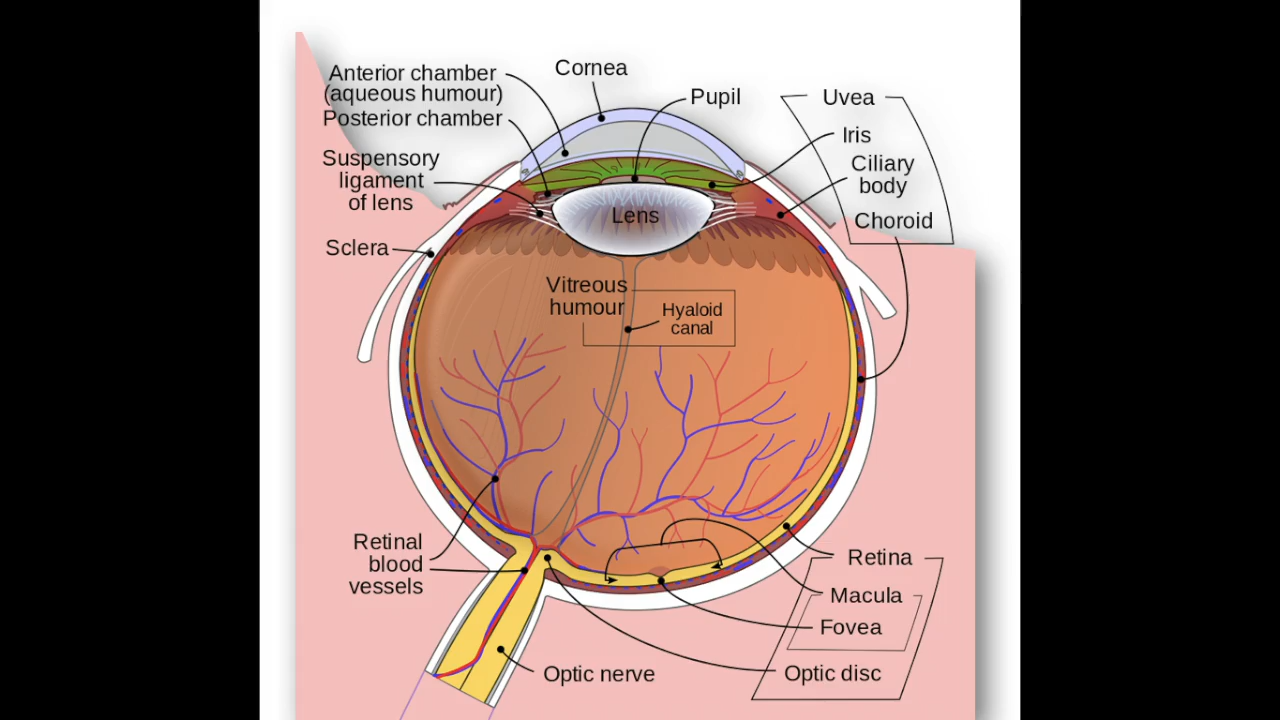 Anterior chamber
(aqueous humour)
Posterior chamber
Suspensory
ligament
of lens
Sclera
Cornea
Pupil
Uvea
Iris
Ciliary
body
Choroid
Lens
Vitreous
humour
Hyaloid
canal
Retinal
blood
vessels
Optic nerve
Retina
Macula
Fovea
Optic disc